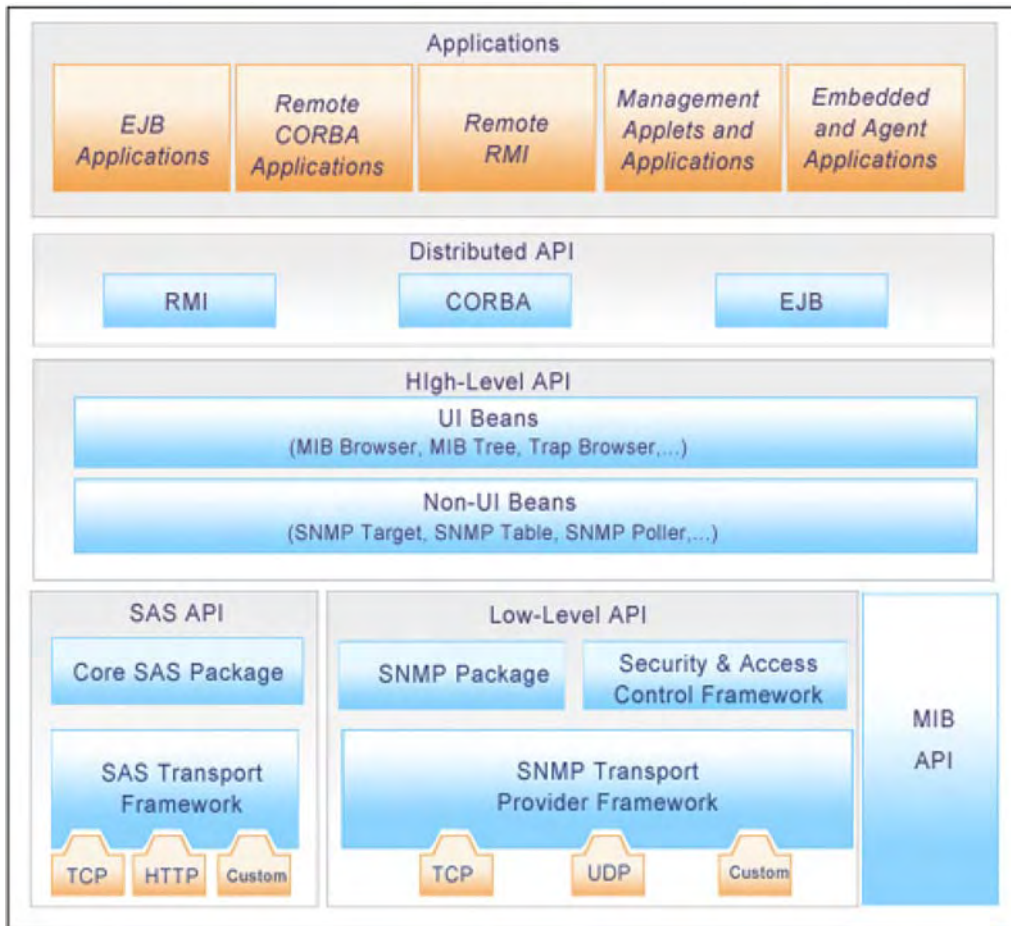 Applications
EJB
Applications
Remote
CORBA
Applications
Remote
RMI
Management
Applets and
Applications
Embedded
and Agent
Applications
Distributed API
RMI
CORBA
EJB
HIgh-Level API
UI Beans
(MIB Browser, MIB Tree, Trap Browser,...)
Non-UI Beans
(SNMP Target, SNMP Table, SNMP Poller,...)
SAS API
Core SAS Package
SAS Transport
Framework
TCP
HTTP
Custom
Low-Level API
SNMP Package
Security & Access
Control Framework
SNMP Transport
Provider Framework
TCP
UDP
Custom
MIB
API